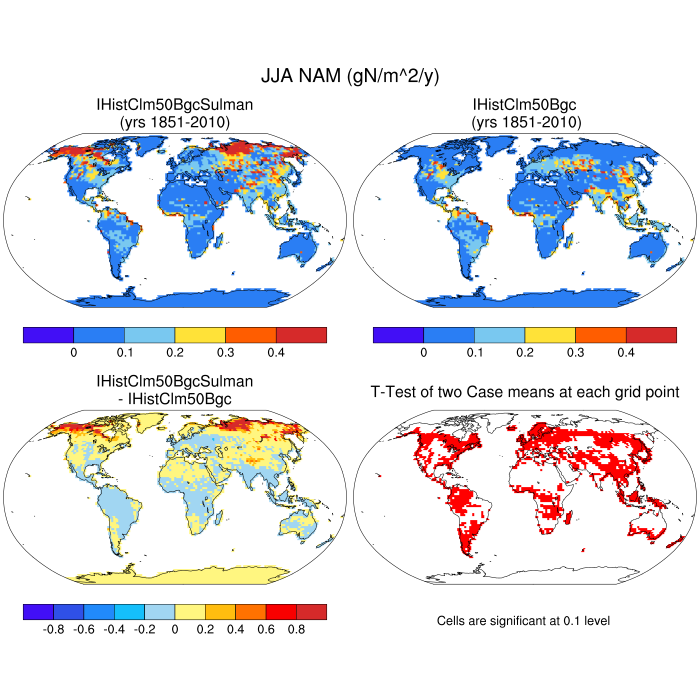 JJA NAM (gN/m^2/y)
IHistClm50BgcSulman
(yrs 1851-2010)
IHistClm50Bgc
(yrs 1851-2010)
0 0.1 0.2 0.3 0.4
0 0.1 0.2 0.3 0.4
IHistClm50BgcSulman
- IHistClm50Bgc
T-Test of two Case means at each grid point
-0.8 -0.6 -0.4 -0.2 0 0.2 0.4 0.6 0.8
Cells are significant at 0.1 level